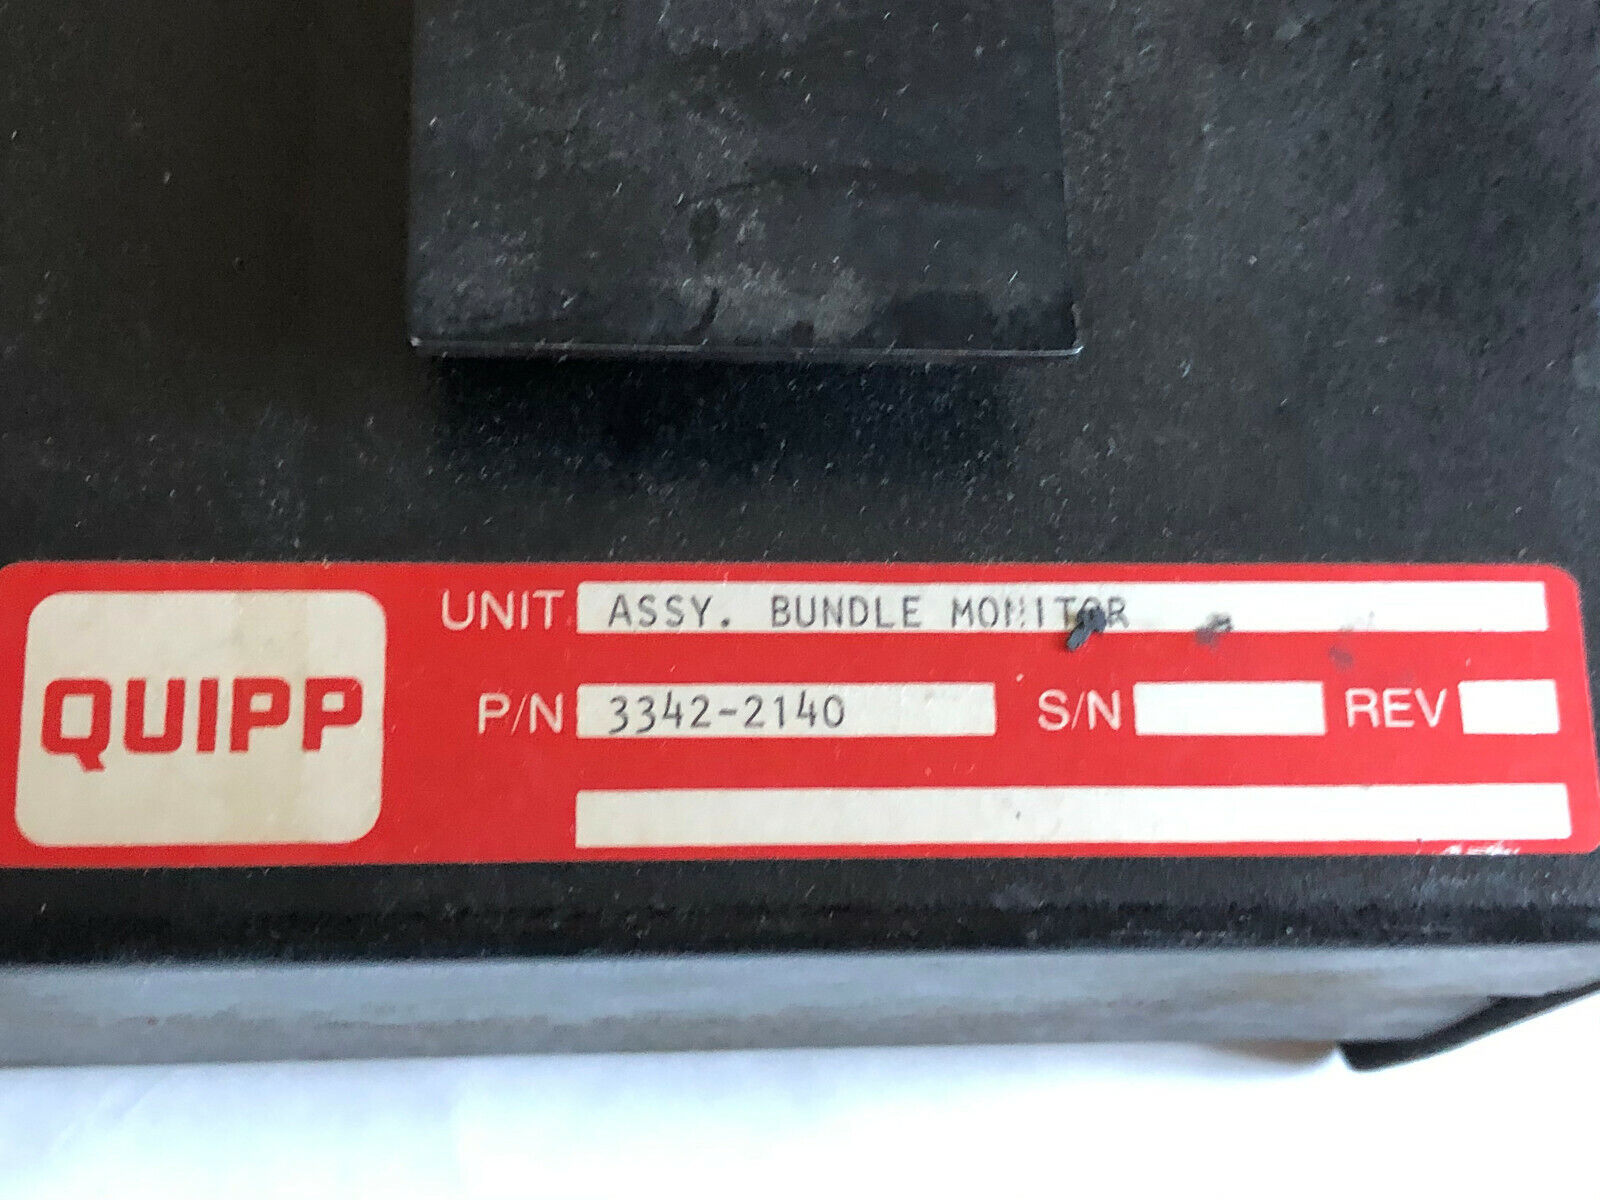 QUIPP
UNIT ASSY. BUNDLE MONITOR
P/N 3342-2140 S/N REV